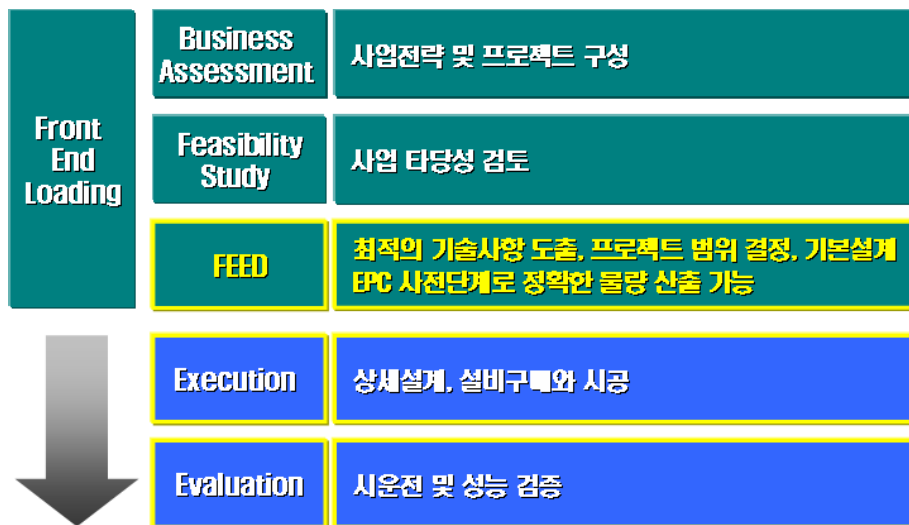 Front
End
Loading
Business
Assessment
사업전략 및 프로젝트 구성
Feasibility
Study
사업 타당성 검토
FEED
최적의 기술사항 도출, 프로젝트 범위 결정, 기본설계
EPC 사전단계로 정확한 물량 산출 가능
Execution
상세설계, 설비구매와 시공
Evaluation
시운전 및 성능 검증